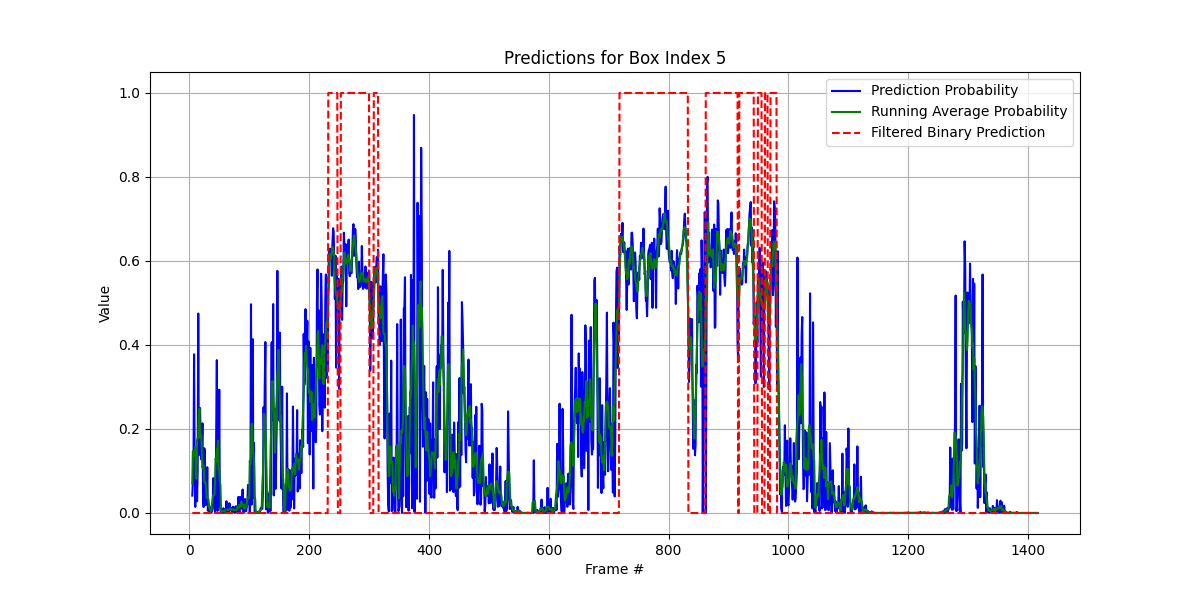 Predictions for Box Index 5
Value
1.0
0.8
0.6
0.4
0.2
0.0
Prediction Probability
Running Average Probability
Filtered Binary Prediction
0 200 400 600 800 1000 1200 1400
Frame #